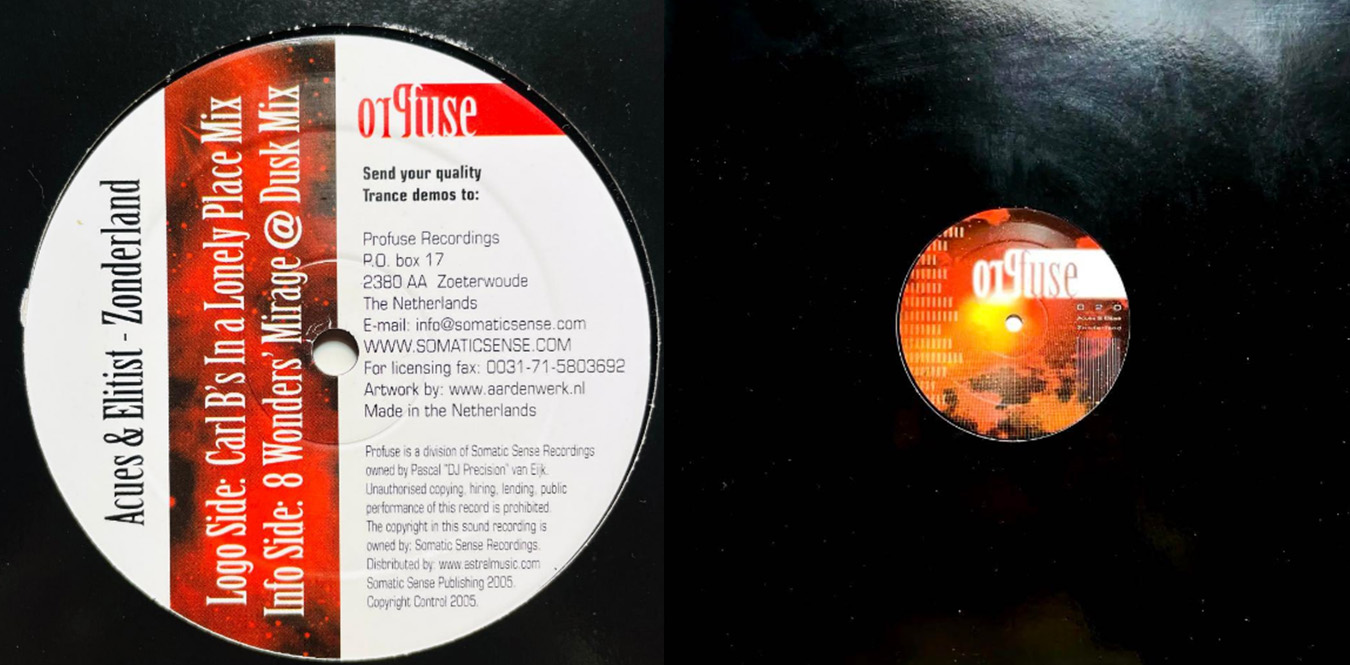 Acues & Elitist - Zonderland
Logo Side: Carl B's In a Lonely Place Mix
Info Side: 8 Wonders' Mirage @ Dusk Mix
Profuse
Send your quality
Trance demos to:
Profuse Recordings
P.O. box 17
2380 AA Zoeterwoude
The Netherlands
E-mail: info@somaticsense.com
WWW.SOMATICSENSE.COM
For licensing fax: 0031-71-5803692
Artwork by: www.aardenwerk.nl
Made in the Netherlands
Profuse is a division of Somatic Sense Recordings
owned by Pascal "DJ Precision" van Eijk.
Unauthorised copying, hiring, lending, public
performance of this record is prohibited.
The copyright in this sound recording is
owned by: Somatic Sense Recordings.
Distributed by: www.astralmusic.com
Somatic Sense Publishing 2005.
Copyright Control 2005.
Profuse
020
Acues & Elitist
Zonderland